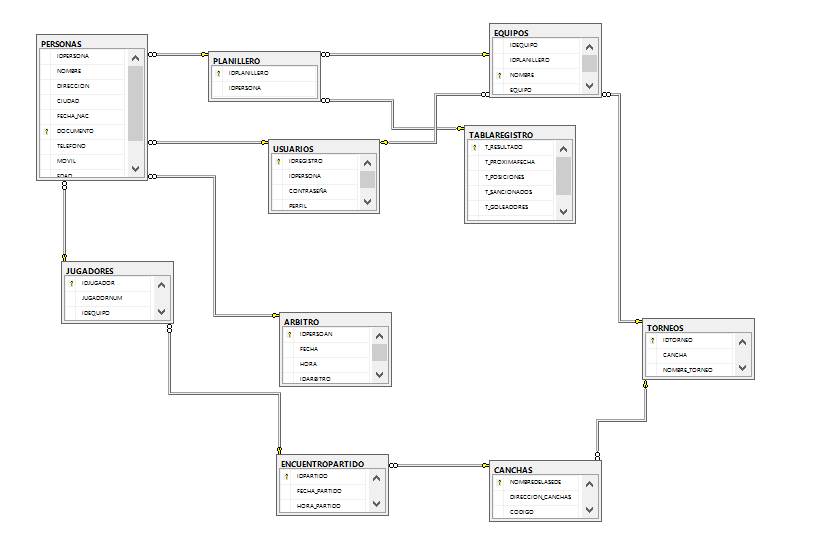 PERSONAS
IDPERSONA
NOMBRE
DIRECCION
CIUDAD
FECHA_NAC
DOCUMENTO
TELEFONO
MOVIL
EDAD
PLANILLERO
IDPLANILLERO
IDPERSONA
EQUIPOS
IDEQUIPO
IDPLANILLERO
NOMBRE
EQUIPO
USUARIOS
IDREGISTRO
IDPERSONA
CONTRASEÑA
PERFIL
TABLAREGISTRO
T_RESULTADO
T_PROXIMAFECHA
T_POSICIONES
T_SANCIONADOS
T_GOLEADORES
JUGADORES
IDJUGADOR
JUGADORNUM
IDEQUIPO
ARBITRO
IDPERSOAN
FECHA
HORA
IDARBITRO
TORNEOS
IDTORNEO
CANCHA
NOMBRE_TORNEO
ENCUENTROPARTIDO
IDPARTIDO
FECHA_PARTIDO
HORA_PARTIDO
CANCHAS
NOMBREDELASEDE
DIRECCION_CANCHAS
CODIGO